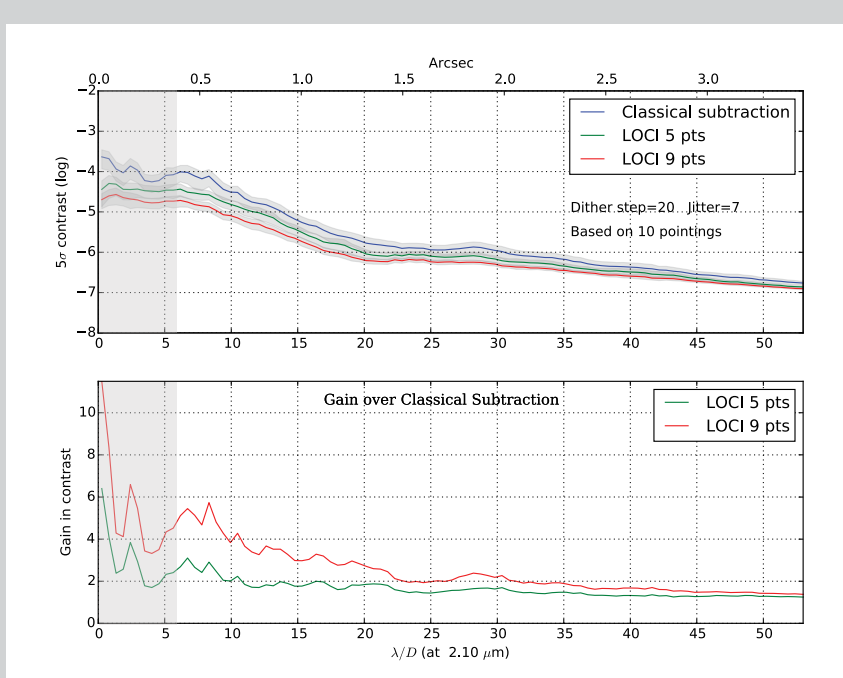 Arcsec
0.0 0.5 1.0 1.5 2.0 2.5 3.0
5σ contrast (log)
−2
−3
−4
−5
−6
−7
−8
Classical subtraction
LOCI 5 pts
LOCI 9 pts
Dither step=20 Jitter=7
Based on 10 pointings
0 5 10 15 20 25 30 35 40 45 50
Gain over Classical Subtraction
LOCI 5 pts
LOCI 9 pts
Gain in contrast
10
8
6
4
2
0
0 5 10 15 20 25 30 35 40 45 50
λ/D (at 2.10 μm)